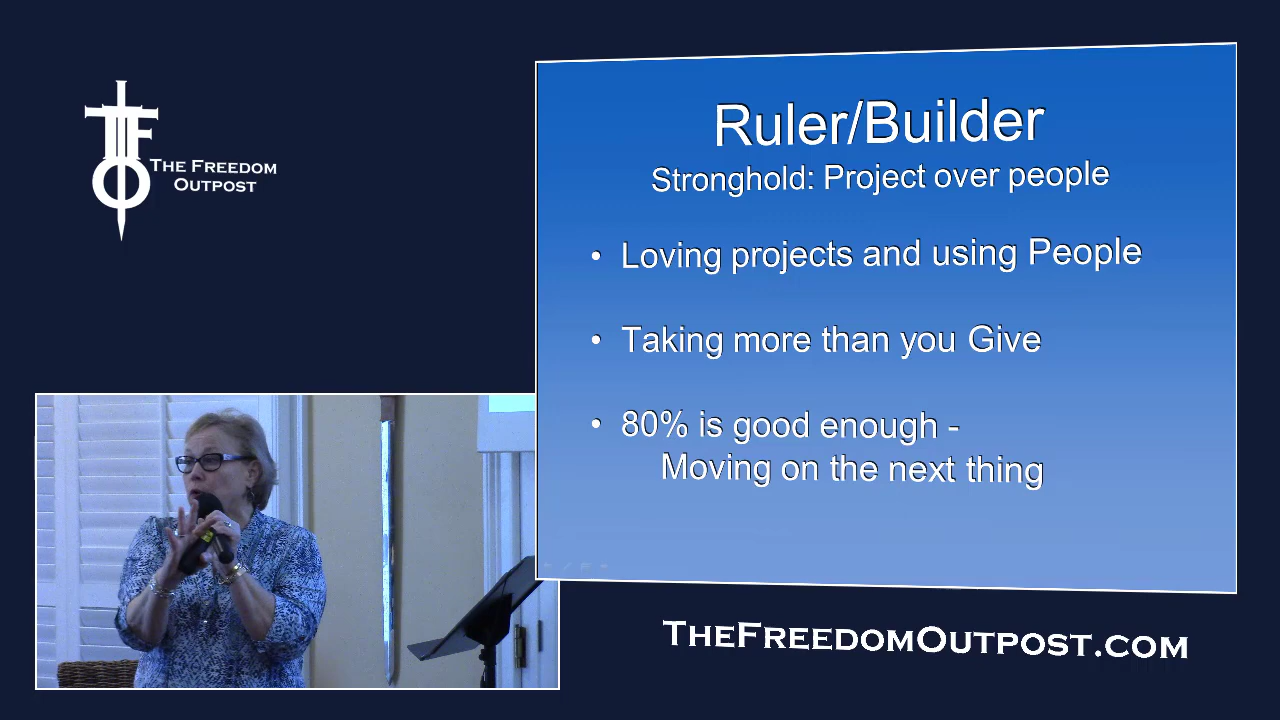 TFO
THE FREEDOM
OUTPOST
Ruler/Builder
Stronghold: Project over people
• Loving projects and using People
• Taking more than you Give
• 80% is good enough -
Moving on the next thing
THEFREEDOMOUTPOST.COM